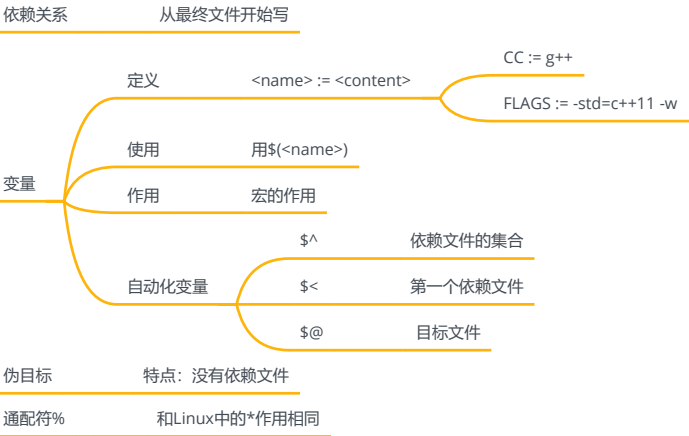 依赖关系 从最终文件开始写
CC := g++
定义 <name> := <content>
FLAGS := -std=c++11 -w
使用 用$(<name>)
变量
作用 宏的作用
$^ 依赖文件的集合
自动化变量 $< 第一个依赖文件
$@ 目标文件
伪目标 特点：没有依赖文件
通配符% 和Linux中的*作用相同